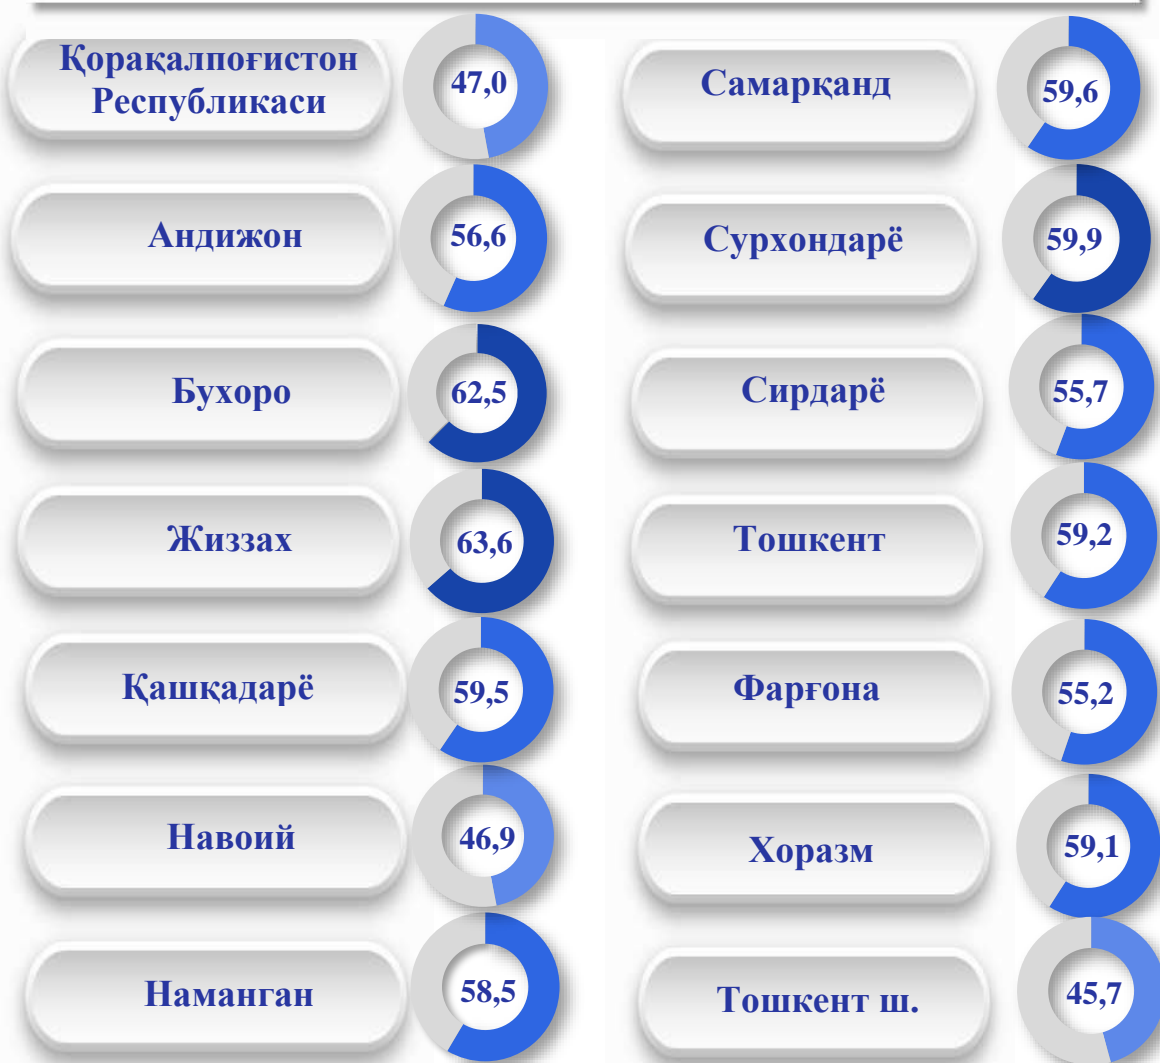 Қорақалпоғистон
Республикаси
47,0
Андижон
56,6
Бухоро
62,5
Жиззах
63,6
Қашқадарё
59,5
Навоий
46,9
Наманган
58,5
Самарқанд
59,6
Сурхондарё
59,9
Сирдарё
55,7
Тошкент
59,2
Фарғона
55,2
Хоразм
59,1
Тошкент ш.
45,7